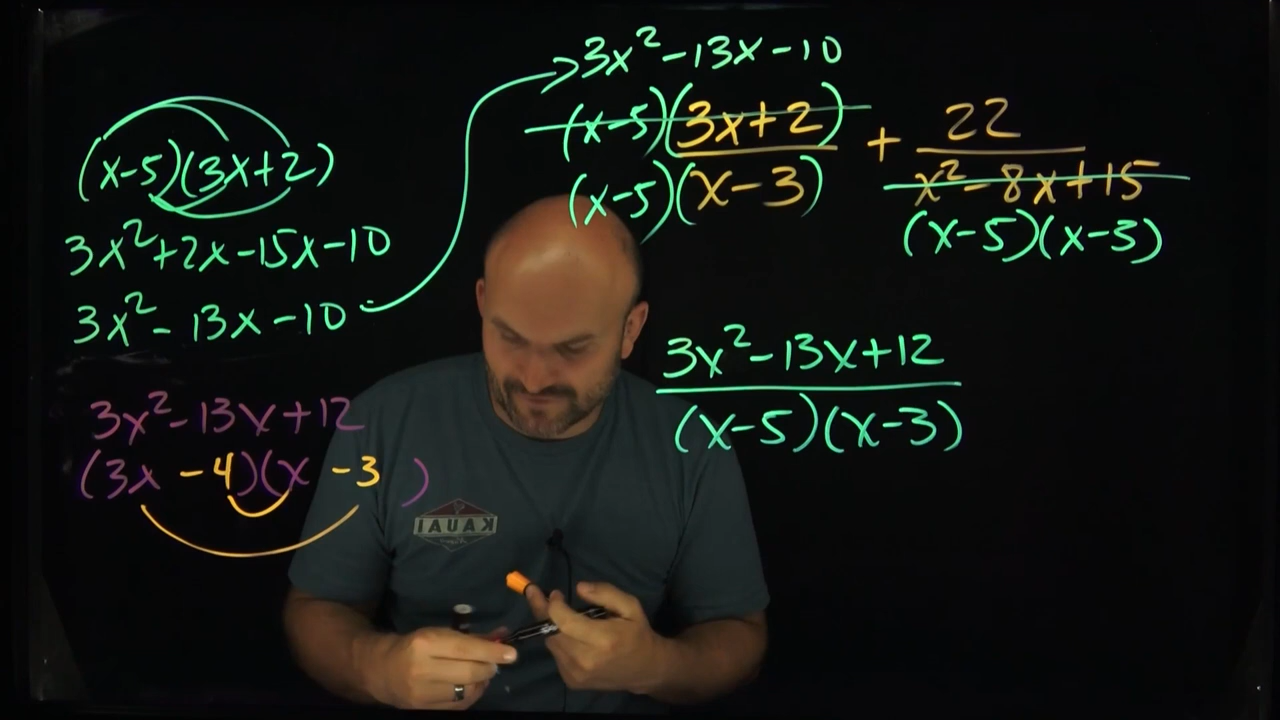 3x²-13x-10
(x-5)(3x+2) + 22
(x-5)(x-3) x²-8x+15
(x-5)(x-3)
(x-5)(3x+2)
3x²+2x-15x-10
3x²-13x-10
3x²-13x+12
(x-5)(x-3)
3x²-13x+12
(3x-4)(x-3)
KAUAI